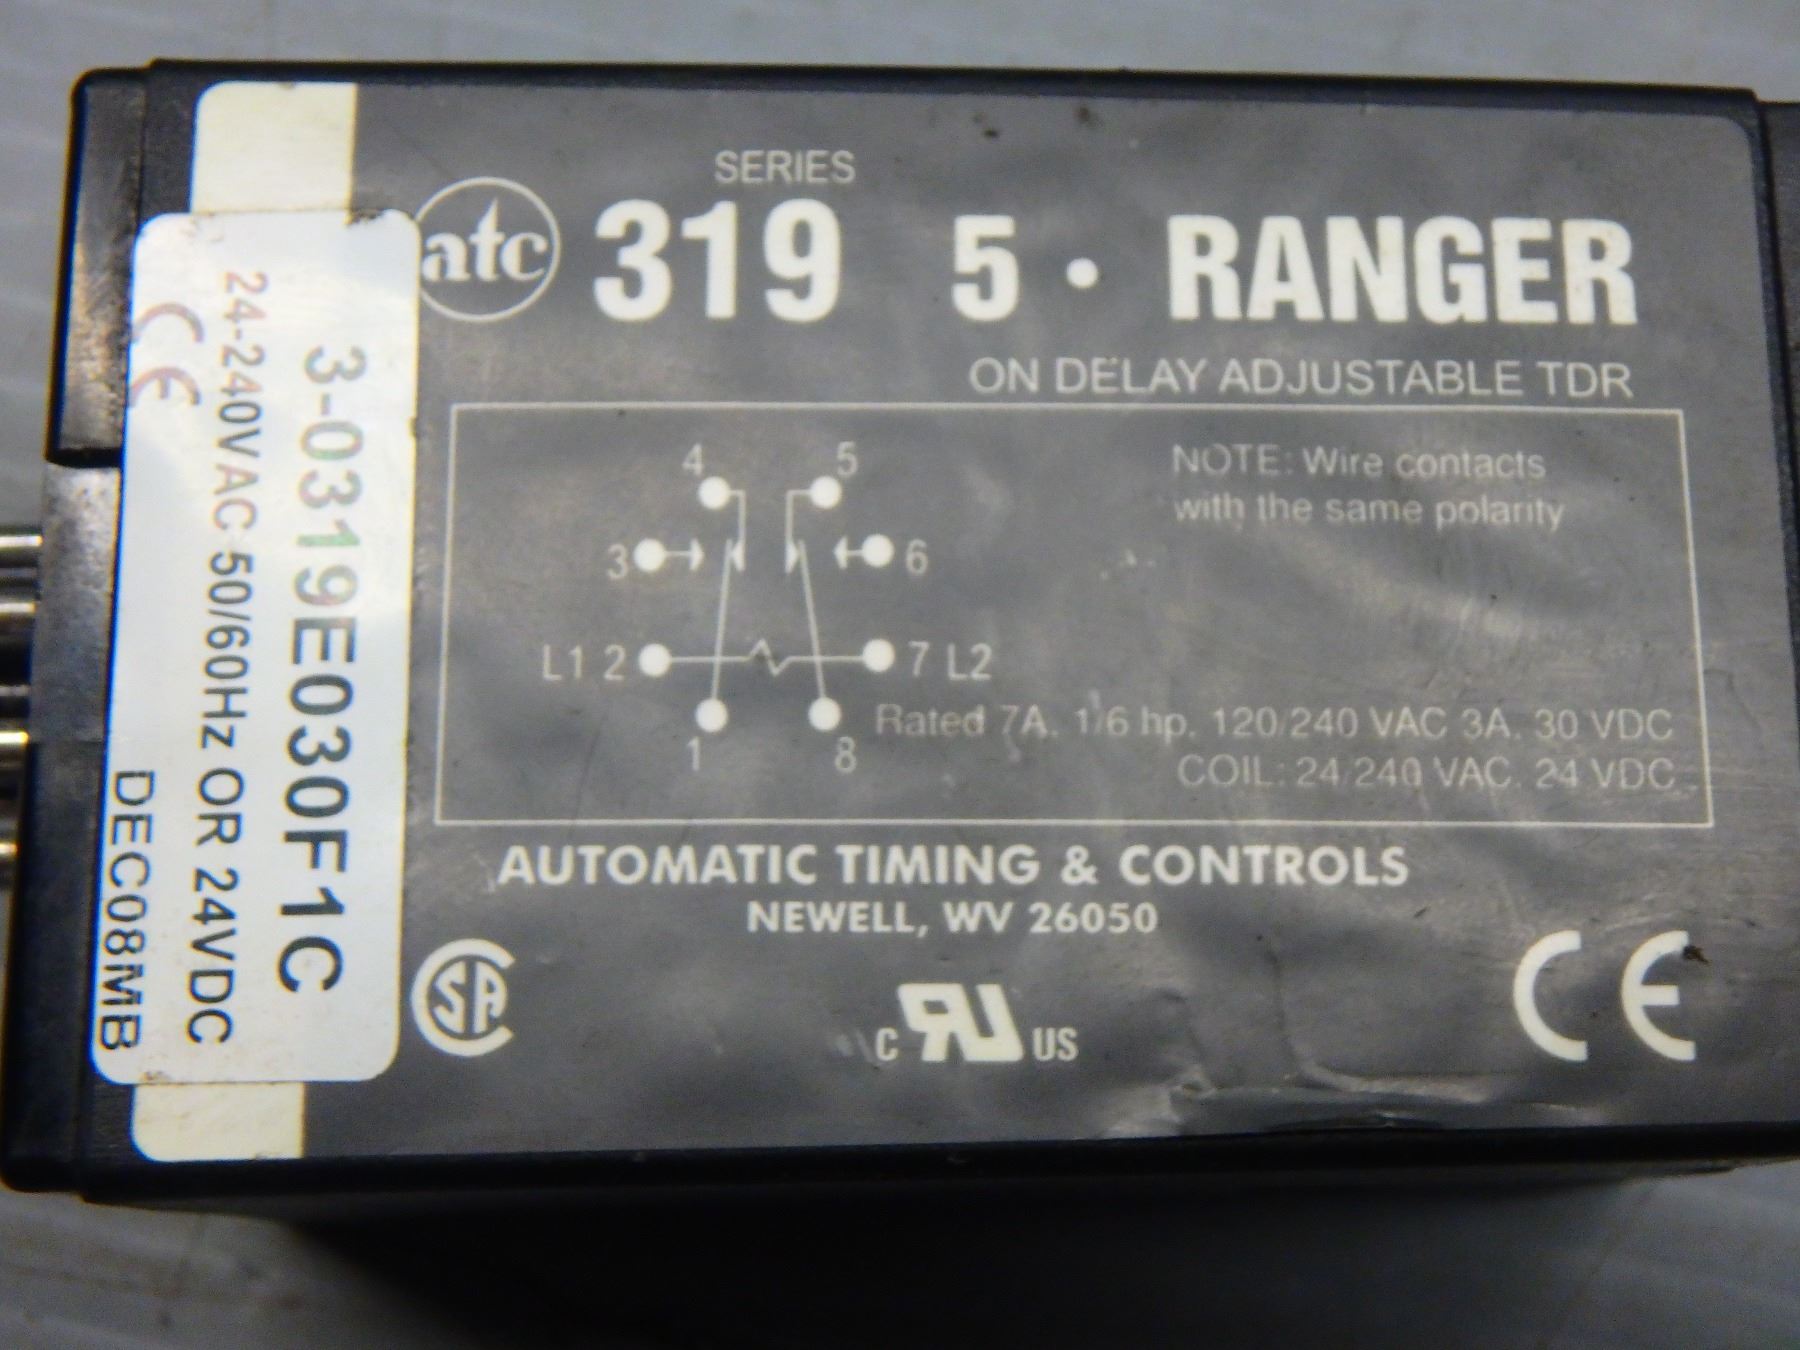 SERIES
atc 319 5 · RANGER
ON DELAY ADJUSTABLE TDR
4 5
3 6
L1 2 7 L2
1 8
NOTE: Wire contacts
with the same polarity
Rated 7A. 1/6 hp. 120/240 VAC 3A. 30 VDC
COIL: 24/240 VAC. 24 VDC
AUTOMATIC TIMING & CONTROLS
NEWELL, WV 26050
SA
C RU US
CE
3-0319E030F1C
24-240VAC 50/60Hz OR 24VDC
CE
DEC08MB